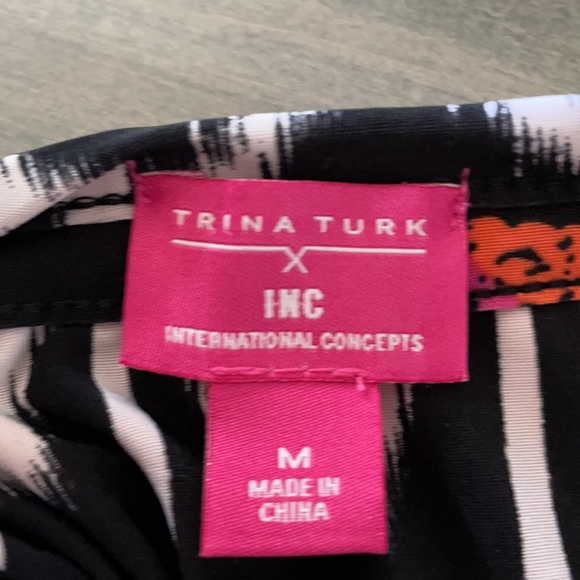 TRINA TURK
X
INC
INTERNATIONAL CONCEPTS
M
MADE IN
CHINA